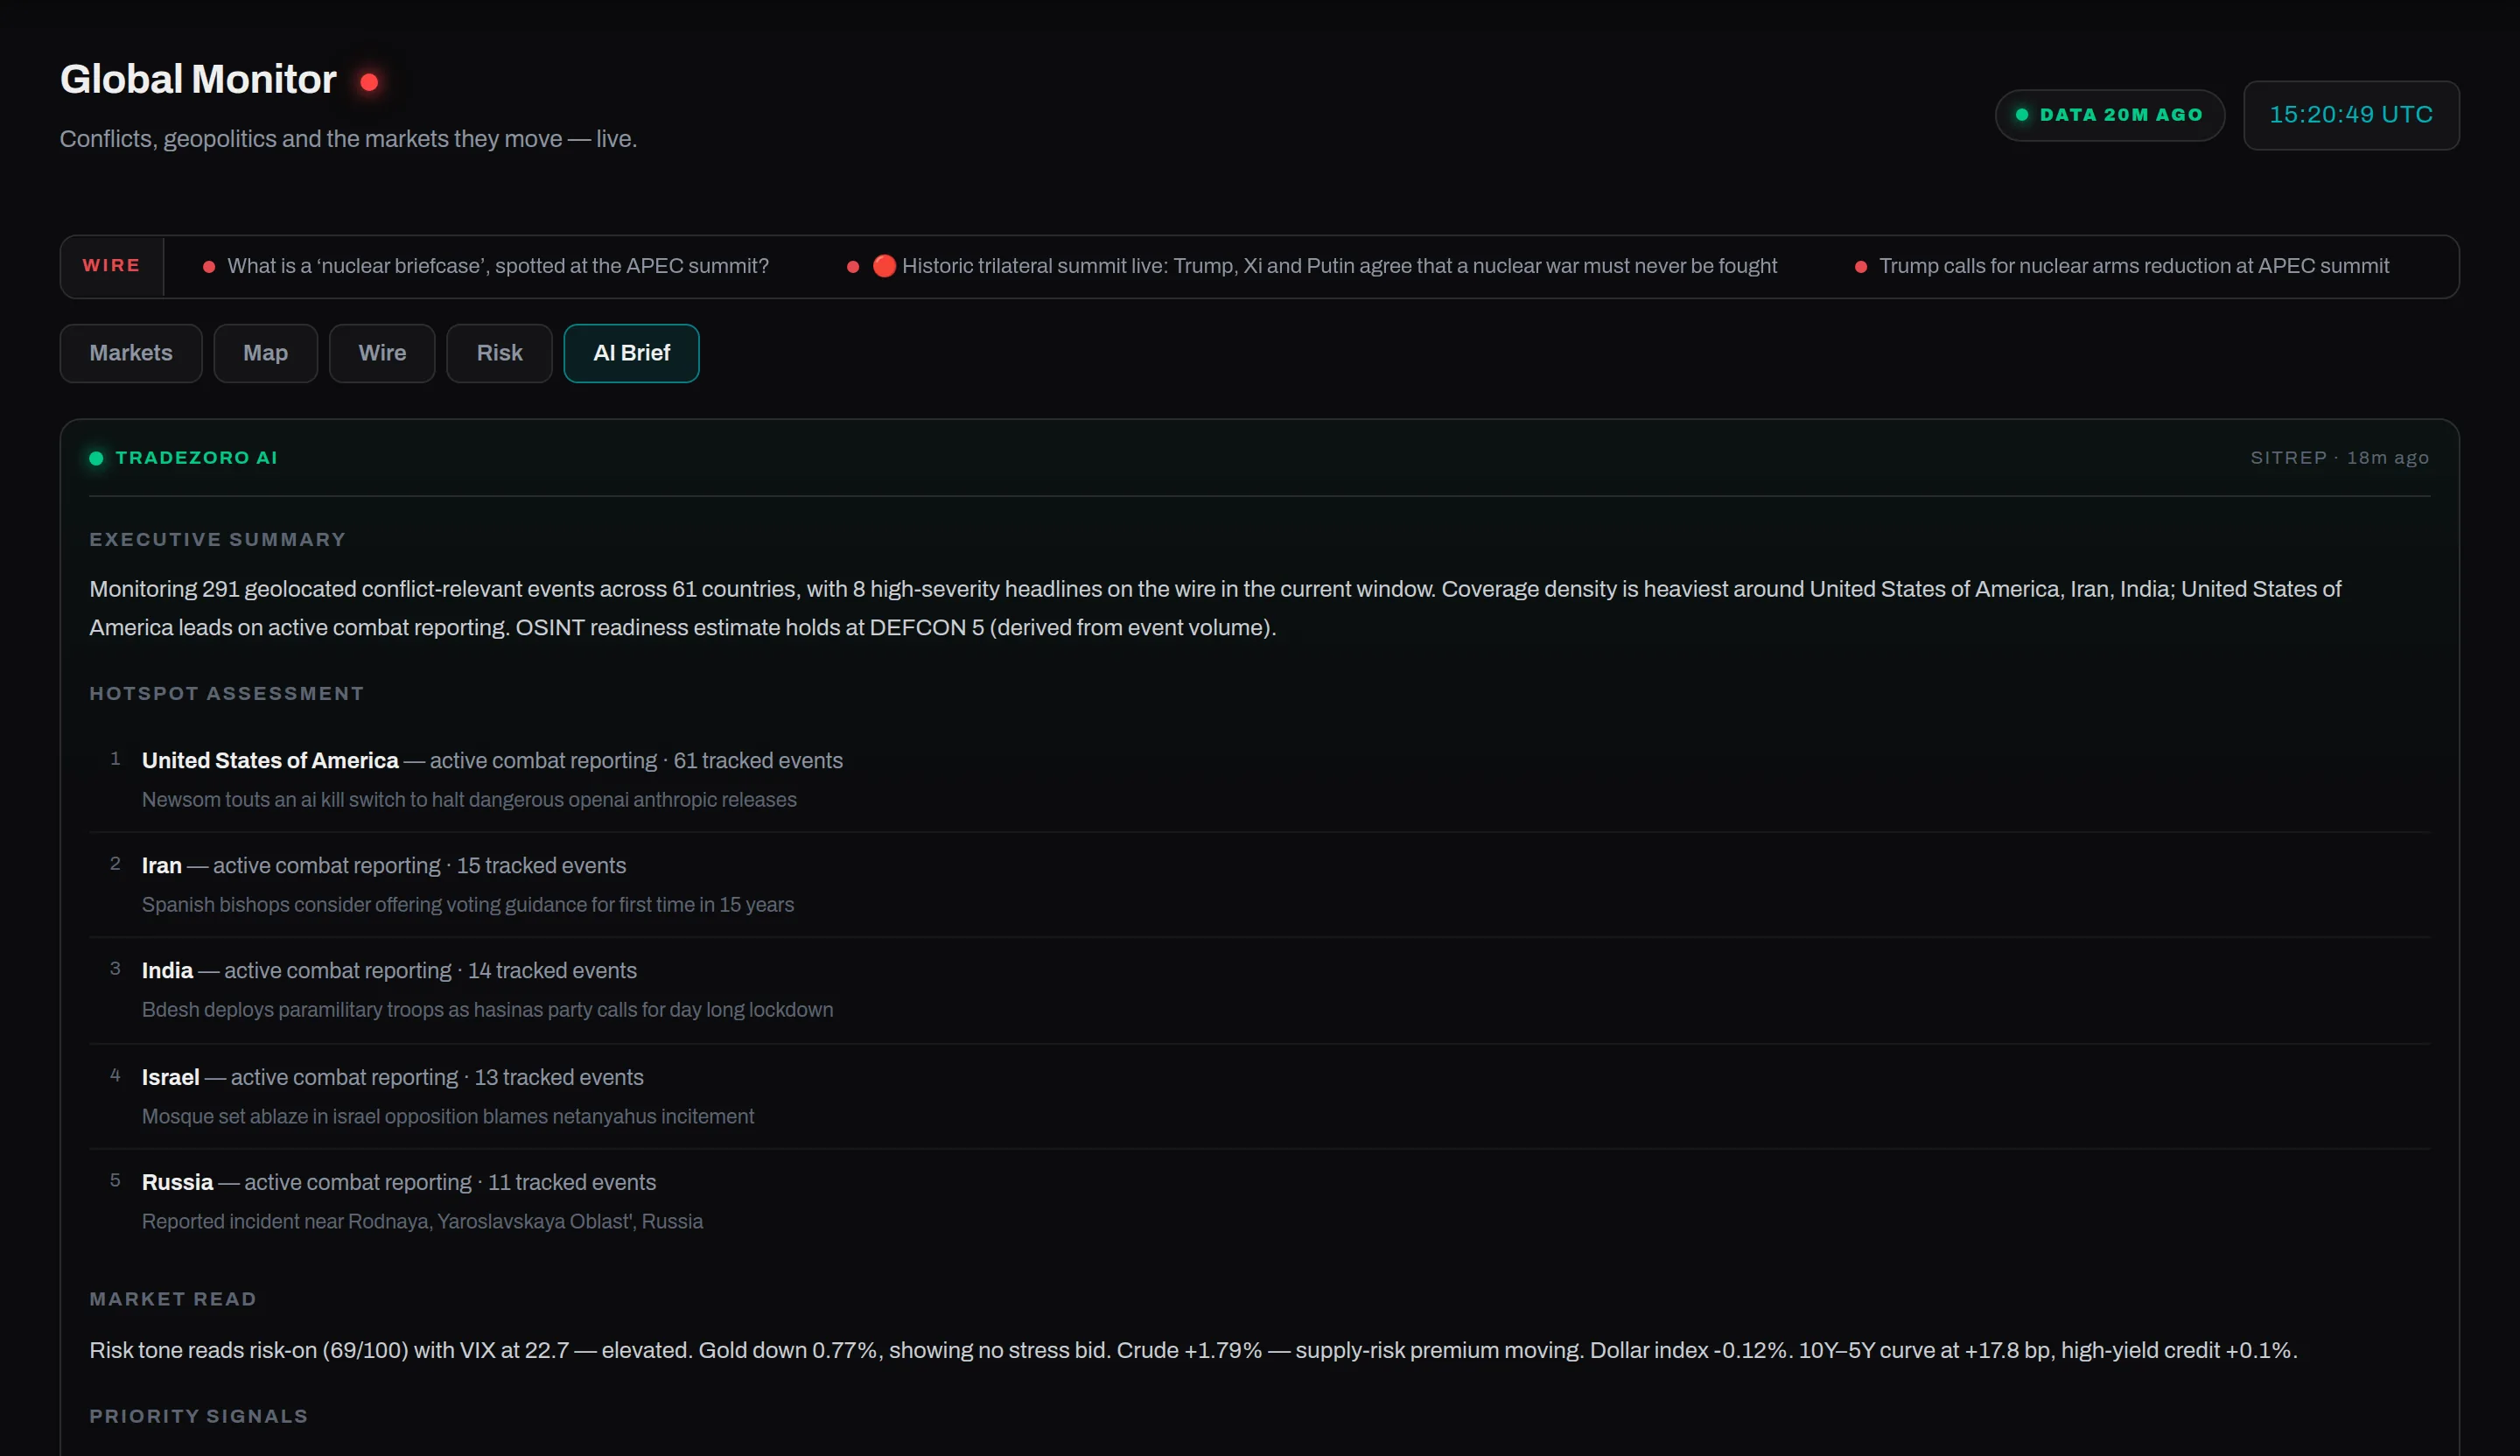 Global Monitor
Conflicts, geopolitics and the markets they move — live.
DATA 20M AGO
15:20:49 UTC
WIRE
What is a ‘nuclear briefcase’, spotted at the APEC summit?
🔴 Historic trilateral summit live: Trump, Xi and Putin agree that a nuclear war must never be fought
Trump calls for nuclear arms reduction at APEC summit
Markets
Map
Wire
Risk
AI Brief
TRADEZORO AI
SITREP · 18m ago
EXECUTIVE SUMMARY
Monitoring 291 geolocated conflict-relevant events across 61 countries, with 8 high-severity headlines on the wire in the current window. Coverage density is heaviest around United States of America, Iran, India; United States of
America leads on active combat reporting. OSINT readiness estimate holds at DEFCON 5 (derived from event volume).
HOTSPOT ASSESSMENT
1 United States of America — active combat reporting · 61 tracked events
Newsom touts an ai kill switch to halt dangerous openai anthropic releases
2 Iran — active combat reporting · 15 tracked events
Spanish bishops consider offering voting guidance for first time in 15 years
3 India — active combat reporting · 14 tracked events
Bdesh deploys paramilitary troops as hasinas party calls for day long lockdown
4 Israel — active combat reporting · 13 tracked events
Mosque set ablaze in israel opposition blames netanyahus incitement
5 Russia — active combat reporting · 11 tracked events
Reported incident near Rodnaya, Yaroslavskaya Oblast', Russia
MARKET READ
Risk tone reads risk-on (69/100) with VIX at 22.7 — elevated. Gold down 0.77%, showing no stress bid. Crude +1.79% — supply-risk premium moving. Dollar index -0.12%. 10Y–5Y curve at +17.8 bp, high-yield credit +0.1%.
PRIORITY SIGNALS